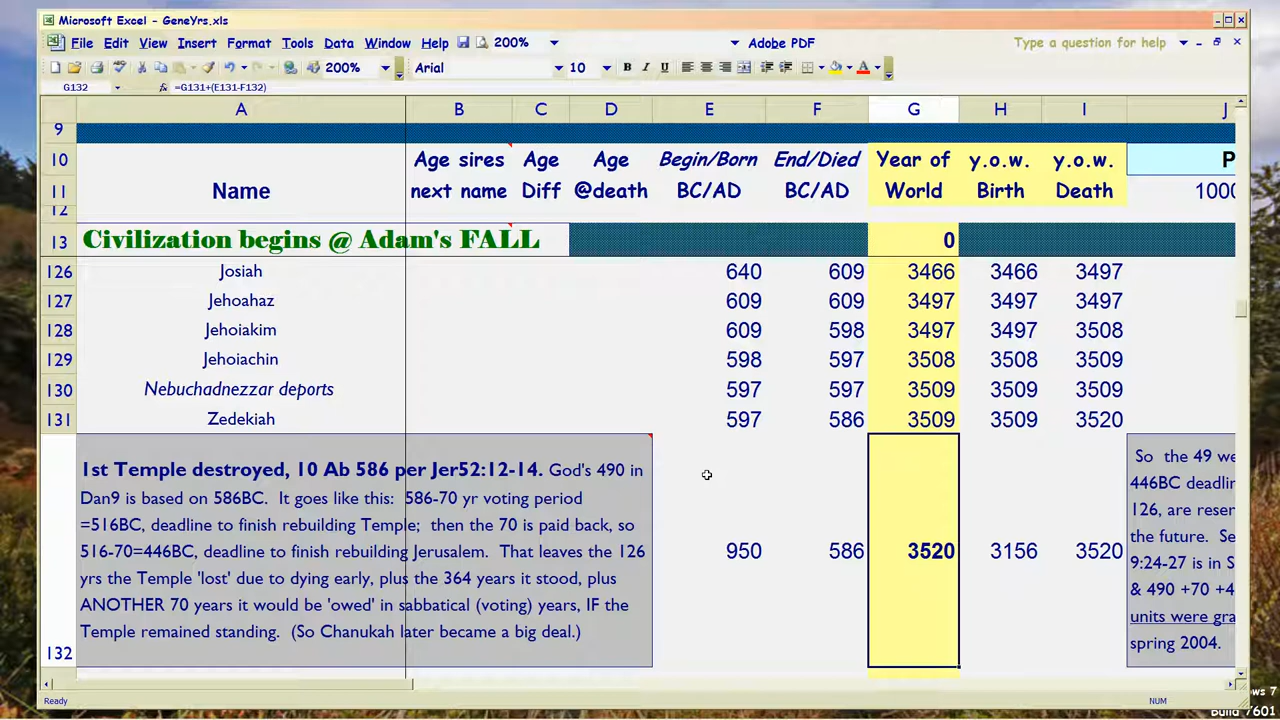 Microsoft Excel - GeneYrs.xls
File Edit View Insert Format Tools Data Window Help 200% Adobe PDF Type a question for help
200% Arial 10 B I U
G132 fx =G131+(E131-F132)
A B C D E F G H I J
9
10 Age sires Age Age Begin/Born End/Died Year of y.o.w. y.o.w. P
11 Name next name Diff @death BC/AD BC/AD World Birth Death 1000
12
13 Civilization begins @ Adam's FALL 0
126 Josiah 640 609 3466 3466 3497
127 Jehoahaz 609 609 3497 3497 3497
128 Jehoiakim 609 598 3497 3497 3508
129 Jehoiachin 598 597 3508 3508 3509
130 Nebuchadnezzar deports 597 597 3509 3509 3509
131 Zedekiah 597 586 3509 3509 3520
1st Temple destroyed, 10 Ab 586 per Jer52:12-14. God's 490 in
Dan9 is based on 586BC. It goes like this: 586-70 yr voting period
=516BC, deadline to finish rebuilding Temple; then the 70 is paid back, so
516-70=446BC, deadline to finish rebuilding Jerusalem. That leaves the 126
yrs the Temple 'lost' due to dying early, plus the 364 years it stood, plus
ANOTHER 70 years it would be 'owed' in sabbatical (voting) years, IF the
Temple remained standing. (So Chanukah later became a big deal.)
132 950 586 3520 3156 3520
So the 49 we
446BC deadlin
126, are reser
the future. Se
9:24-27 is in S
& 490 +70 +4
units were gra
spring 2004.
Ready NUM
ows 7
Build 7601